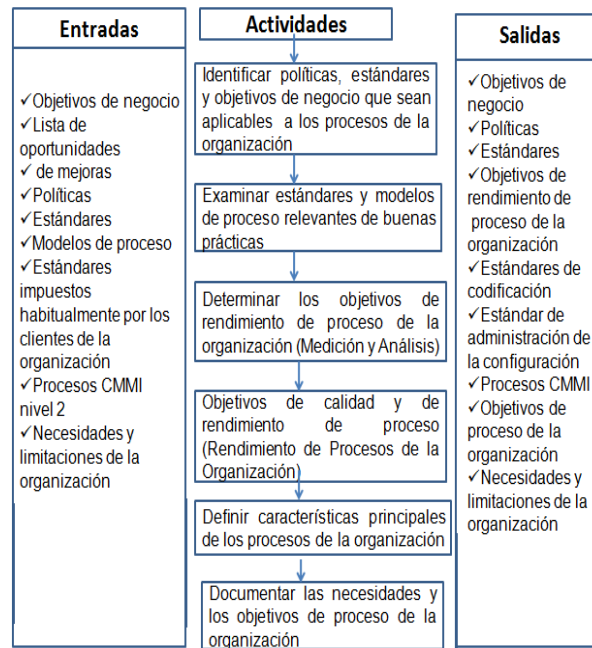 Entradas
✓Objetivos de negocio
✓Lista de
oportunidades
✓ de mejoras
✓Políticas
✓Estándares
✓Modelos de proceso
✓Estándares
impuestos
habitualmente por los
clientes de la
organización
✓Procesos CMMI
nivel 2
✓Necesidades y
limitaciones de la
organización
Actividades
Identificar políticas, estándares
y objetivos de negocio que sean
aplicables a los procesos de la
organización
Examinar estándares y modelos
de proceso relevantes de buenas
prácticas
Determinar los objetivos de
rendimiento de proceso de la
organización (Medición y Análisis)
Objetivos de calidad y de
rendimiento de proceso
(Rendimiento de Procesos de la
Organización)
Definir características principales
de los procesos de la organización
Documentar las necesidades y
los objetivos de proceso de la
organización
Salidas
✓Objetivos de
negocio
✓Políticas
✓Estándares
✓Objetivos de
rendimiento de
proceso de la
organización
✓Estándares de
codificación
✓Estándar de
administración de
la configuración
✓Procesos CMMI
✓Objetivos de
proceso de la
organización
✓Necesidades y
limitaciones de la
organización